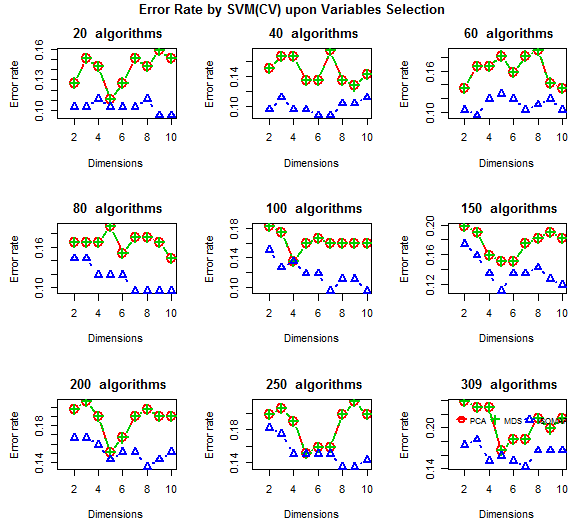 Error Rate by SVM(CV) upon Variables Selection
20 algorithms
40 algorithms
60 algorithms
Error rate
0.10 0.13 0.16
Error rate
0.10 0.14
Error rate
0.10 0.16
2 4 6 8 10
2 4 6 8 10
2 4 6 8 10
Dimensions
Dimensions
Dimensions
80 algorithms
100 algorithms
150 algorithms
Error rate
0.10 0.16
Error rate
0.10 0.14 0.18
Error rate
0.12 0.16 0.20
2 4 6 8 10
2 4 6 8 10
2 4 6 8 10
Dimensions
Dimensions
Dimensions
200 algorithms
250 algorithms
309 algorithms
Error rate
0.14 0.18
Error rate
0.14 0.18
Error rate
0.14 0.20
PCA MDS
2 4 6 8 10
2 4 6 8 10
2 4 6 8 10
Dimensions
Dimensions
Dimensions